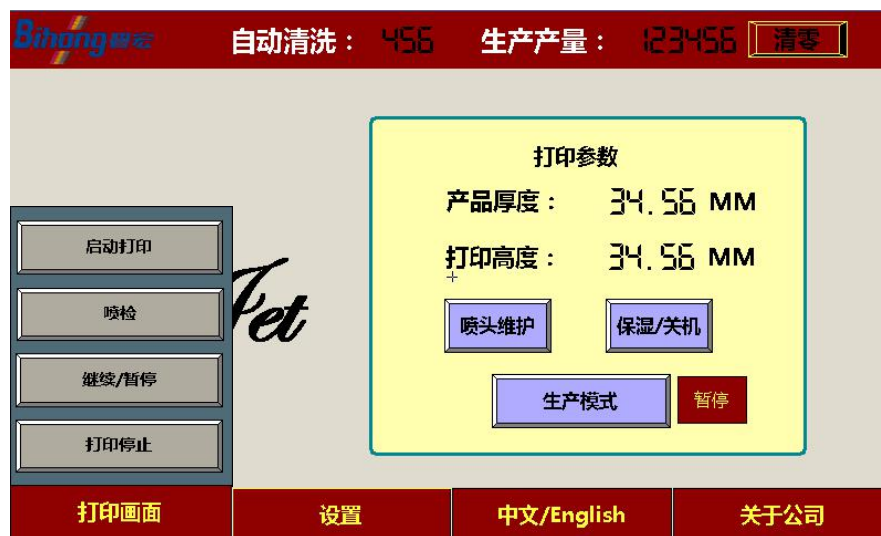 Bihong碧宏 自动清洗： 456 生产产量： 123456 清零
打印参数
产品厚度： 34.56 MM
打印高度： 34.56 MM
喷头维护 保湿/关机
生产模式 暂停
启动打印
喷检
继续/暂停
打印停止
Jet
打印画面 设置 中文/English 关于公司